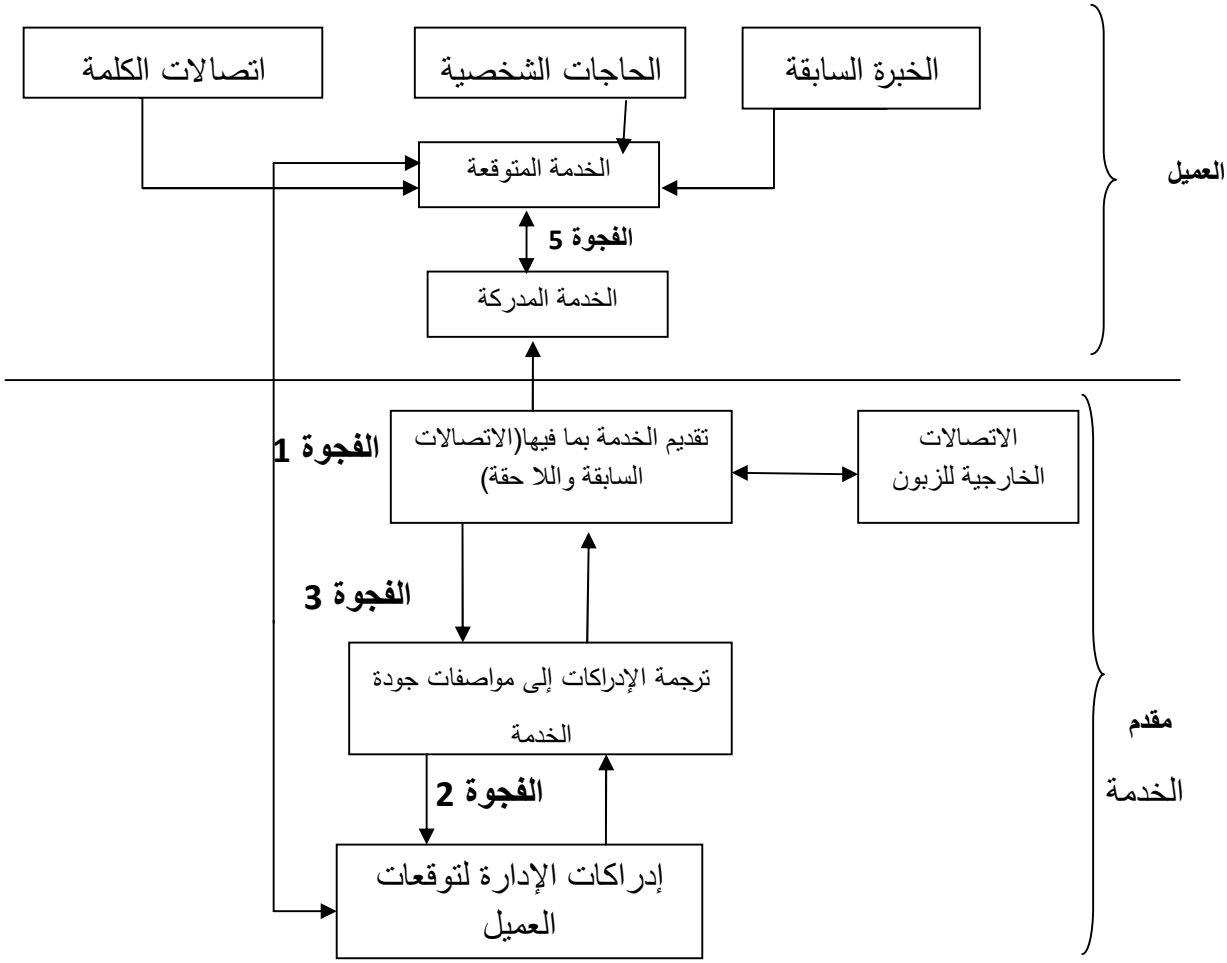 الخبرة السابقة
الحاجات الشخصية
اتصالات الكلمة
العميل
الخدمة المتوقعة
الفجوة 5
الخدمة المدركة
الاتصالات
الخارجية للزبون
تقديم الخدمة بما فيها(الاتصالات
السابقة واللا حقة)
الفجوة 1
الفجوة 3
ترجمة الإدراكات إلى مواصفات جودة
الخدمة
مقدم
الخدمة
الفجوة 2
إدراكات الإدارة لتوقعات
العميل